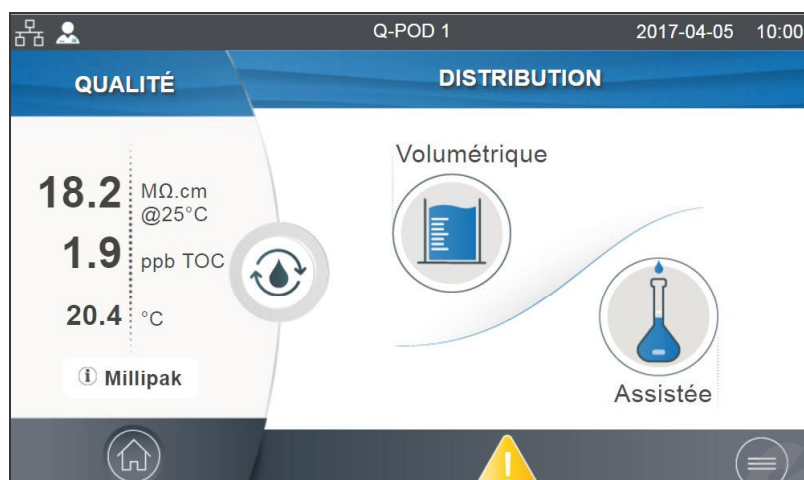 Q-POD 1 2017-04-05 10:00
QUALITÉ
DISTRIBUTION
18.2 MΩ.cm
@25°C
1.9 ppb TOC
20.4 °C
i Millipak
Volumétrique
Assistée
!